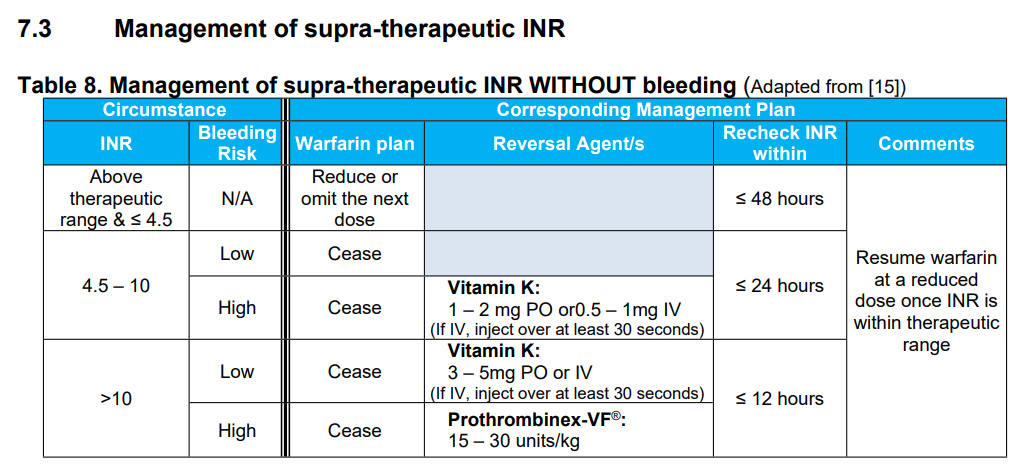 7.3 Management of supra-therapeutic INR
Table 8. Management of supra-therapeutic INR WITHOUT bleeding (Adapted from [15])
Circumstance Corresponding Management Plan
INR Bleeding Risk Warfarin plan Reversal Agent/s Recheck INR within Comments
Above
therapeutic
range & ≤ 4.5
N/A
Reduce or
omit the next
dose
≤ 48 hours
4.5 – 10
Low
Cease
High
Cease
Vitamin K:
1 – 2 mg PO or0.5 – 1mg IV
(If IV, inject over at least 30 seconds)
≤ 24 hours
>10
Low
Cease
Vitamin K:
3 – 5mg PO or IV
(If IV, inject over at least 30 seconds)
High
Cease
Prothrombinex-VF®:
15 – 30 units/kg
≤ 12 hours
Resume warfarin
at a reduced
dose once INR is
within therapeutic
range